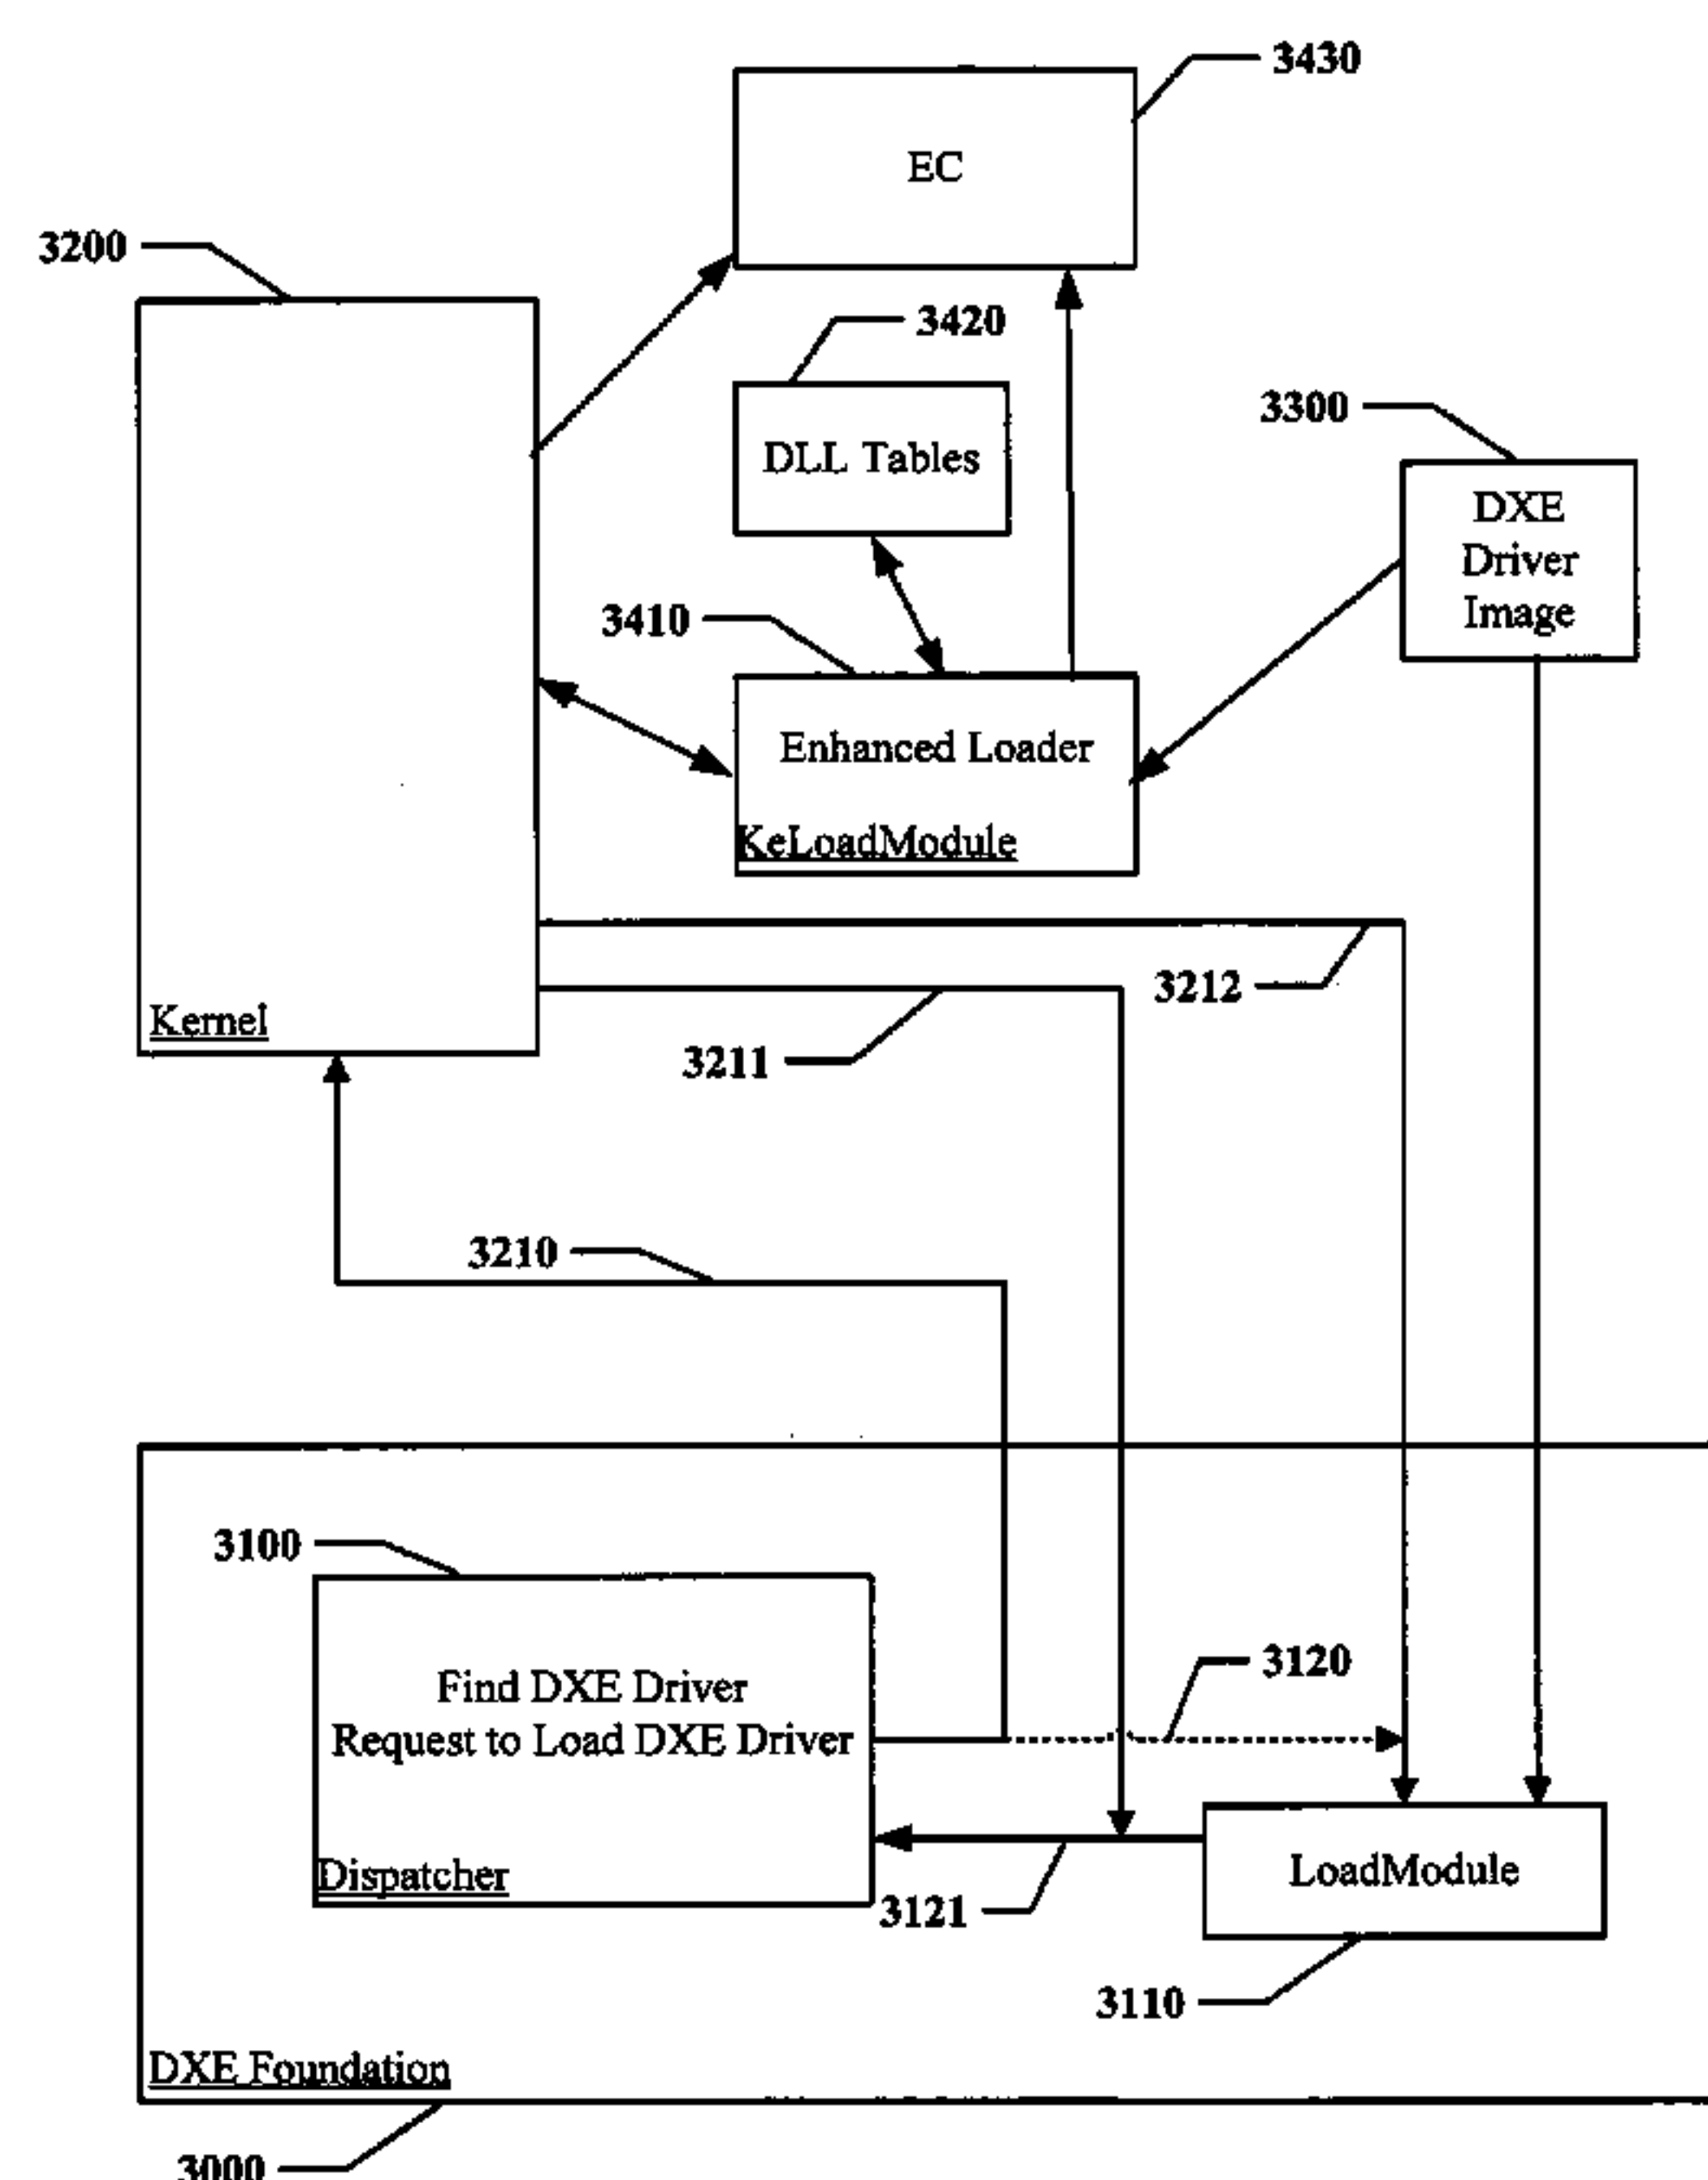 3430
EC
3200
3420
DLL Tables
3300
DXE
Driver
Image
3410
Enhanced Loader
KeLoadModule
3212
Kernel
3211
3210
3100
Find DXE Driver
Request to Load DXE Driver
3120
Dispatcher
LoadModule
3121
3110
DXE Foundation
3000